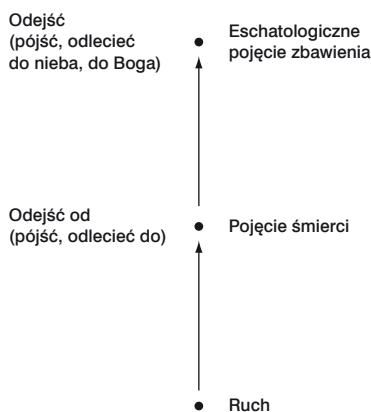 Odejść
(pójść, odlecieć
do nieba, do Boga)
Eschatologiczne
pojęcie zbawienia
Odejść od
(pójść, odlecieć do)
Pojęcie śmierci
Ruch